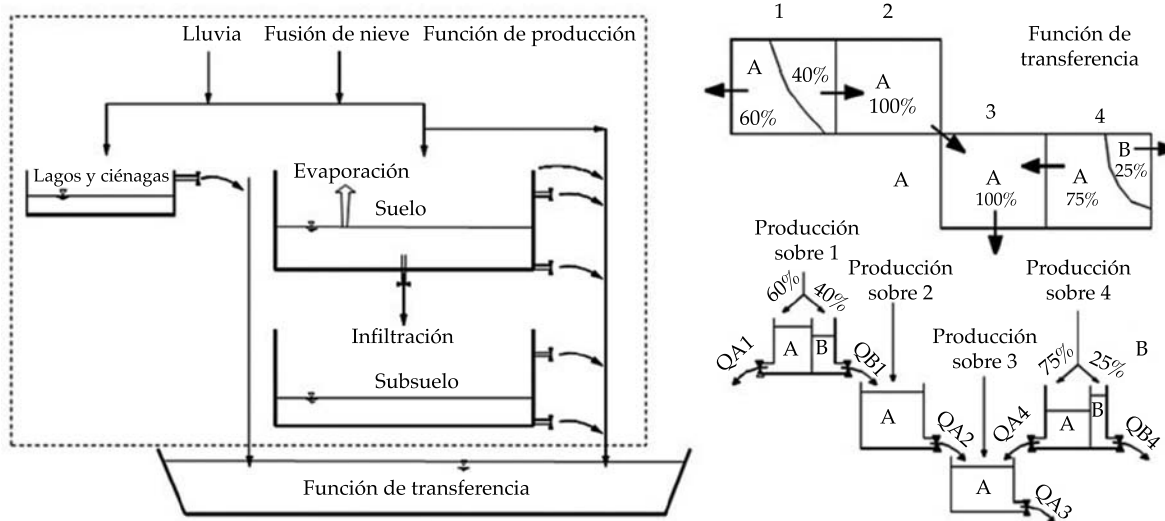 Lluvia
Fusión de nieve
Función de producción
Lagos y ciénagas
Evaporación
Suelo
Infiltración
Subsuelo
Función de transferencia
1
2
Función de
transferencia
A
40%
60%
A
100%
3
4
A
A
100%
A
75%
B
25%
Producción
sobre 1
60%
40%
A
B
QA1
QB1
Producción
sobre 2
A
QA2
Producción
sobre 3
A
QA3
Producción
sobre 4
75%
25%
B
A
B
QA4
QB4